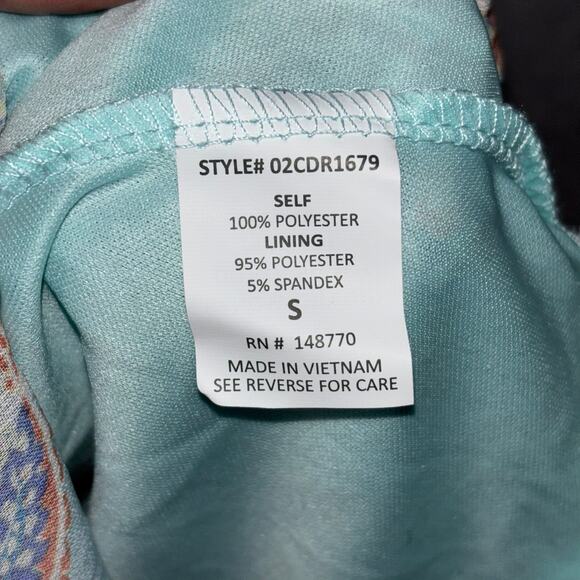 STYLE# 02CDR1679
SELF
100% POLYESTER
LINING
95% POLYESTER
5% SPANDEX
S
RN # 148770
MADE IN VIETNAM
SEE REVERSE FOR CARE